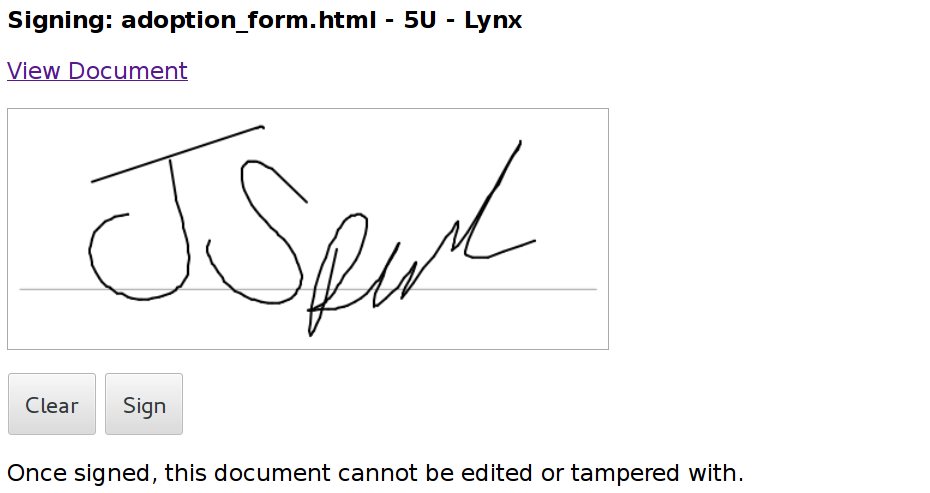 Signing: adoption_form.html - 5U - Lynx
View Document
Clear Sign
Once signed, this document cannot be edited or tampered with.